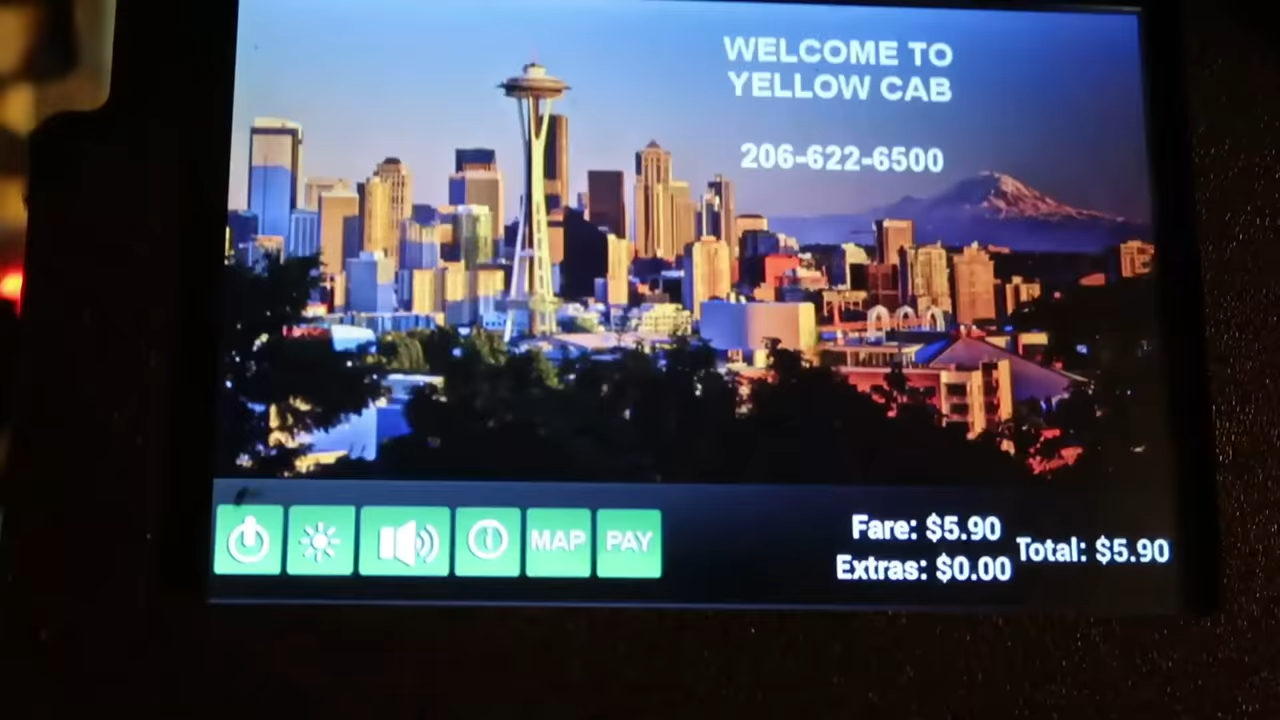 WELCOME TO
YELLOW CAB
206-622-6500
MAP
PAY
Fare: $5.90
Extras: $0.00
Total: $5.90